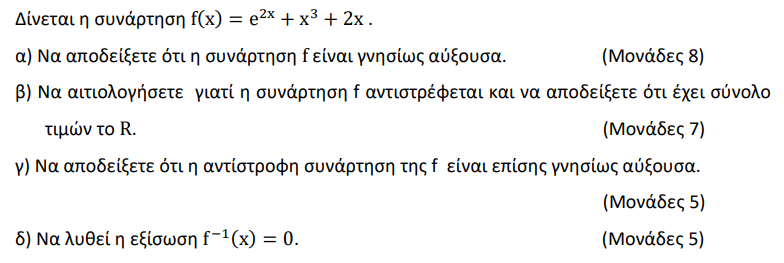 Δίνεται η συνάρτηση f(x) = e²ˣ + x³ + 2x .
α) Να αποδείξετε ότι η συνάρτηση f είναι γνησίως αύξουσα. (Μονάδες 8)
β) Να αιτιολογήσετε γιατί η συνάρτηση f αντιστρέφεται και να αποδείξετε ότι έχει σύνολο
τιμών το R. (Μονάδες 7)
γ) Να αποδείξετε ότι η αντίστροφη συνάρτηση της f είναι επίσης γνησίως αύξουσα.
(Μονάδες 5)
δ) Να λυθεί η εξίσωση f⁻¹(x) = 0. (Μονάδες 5)